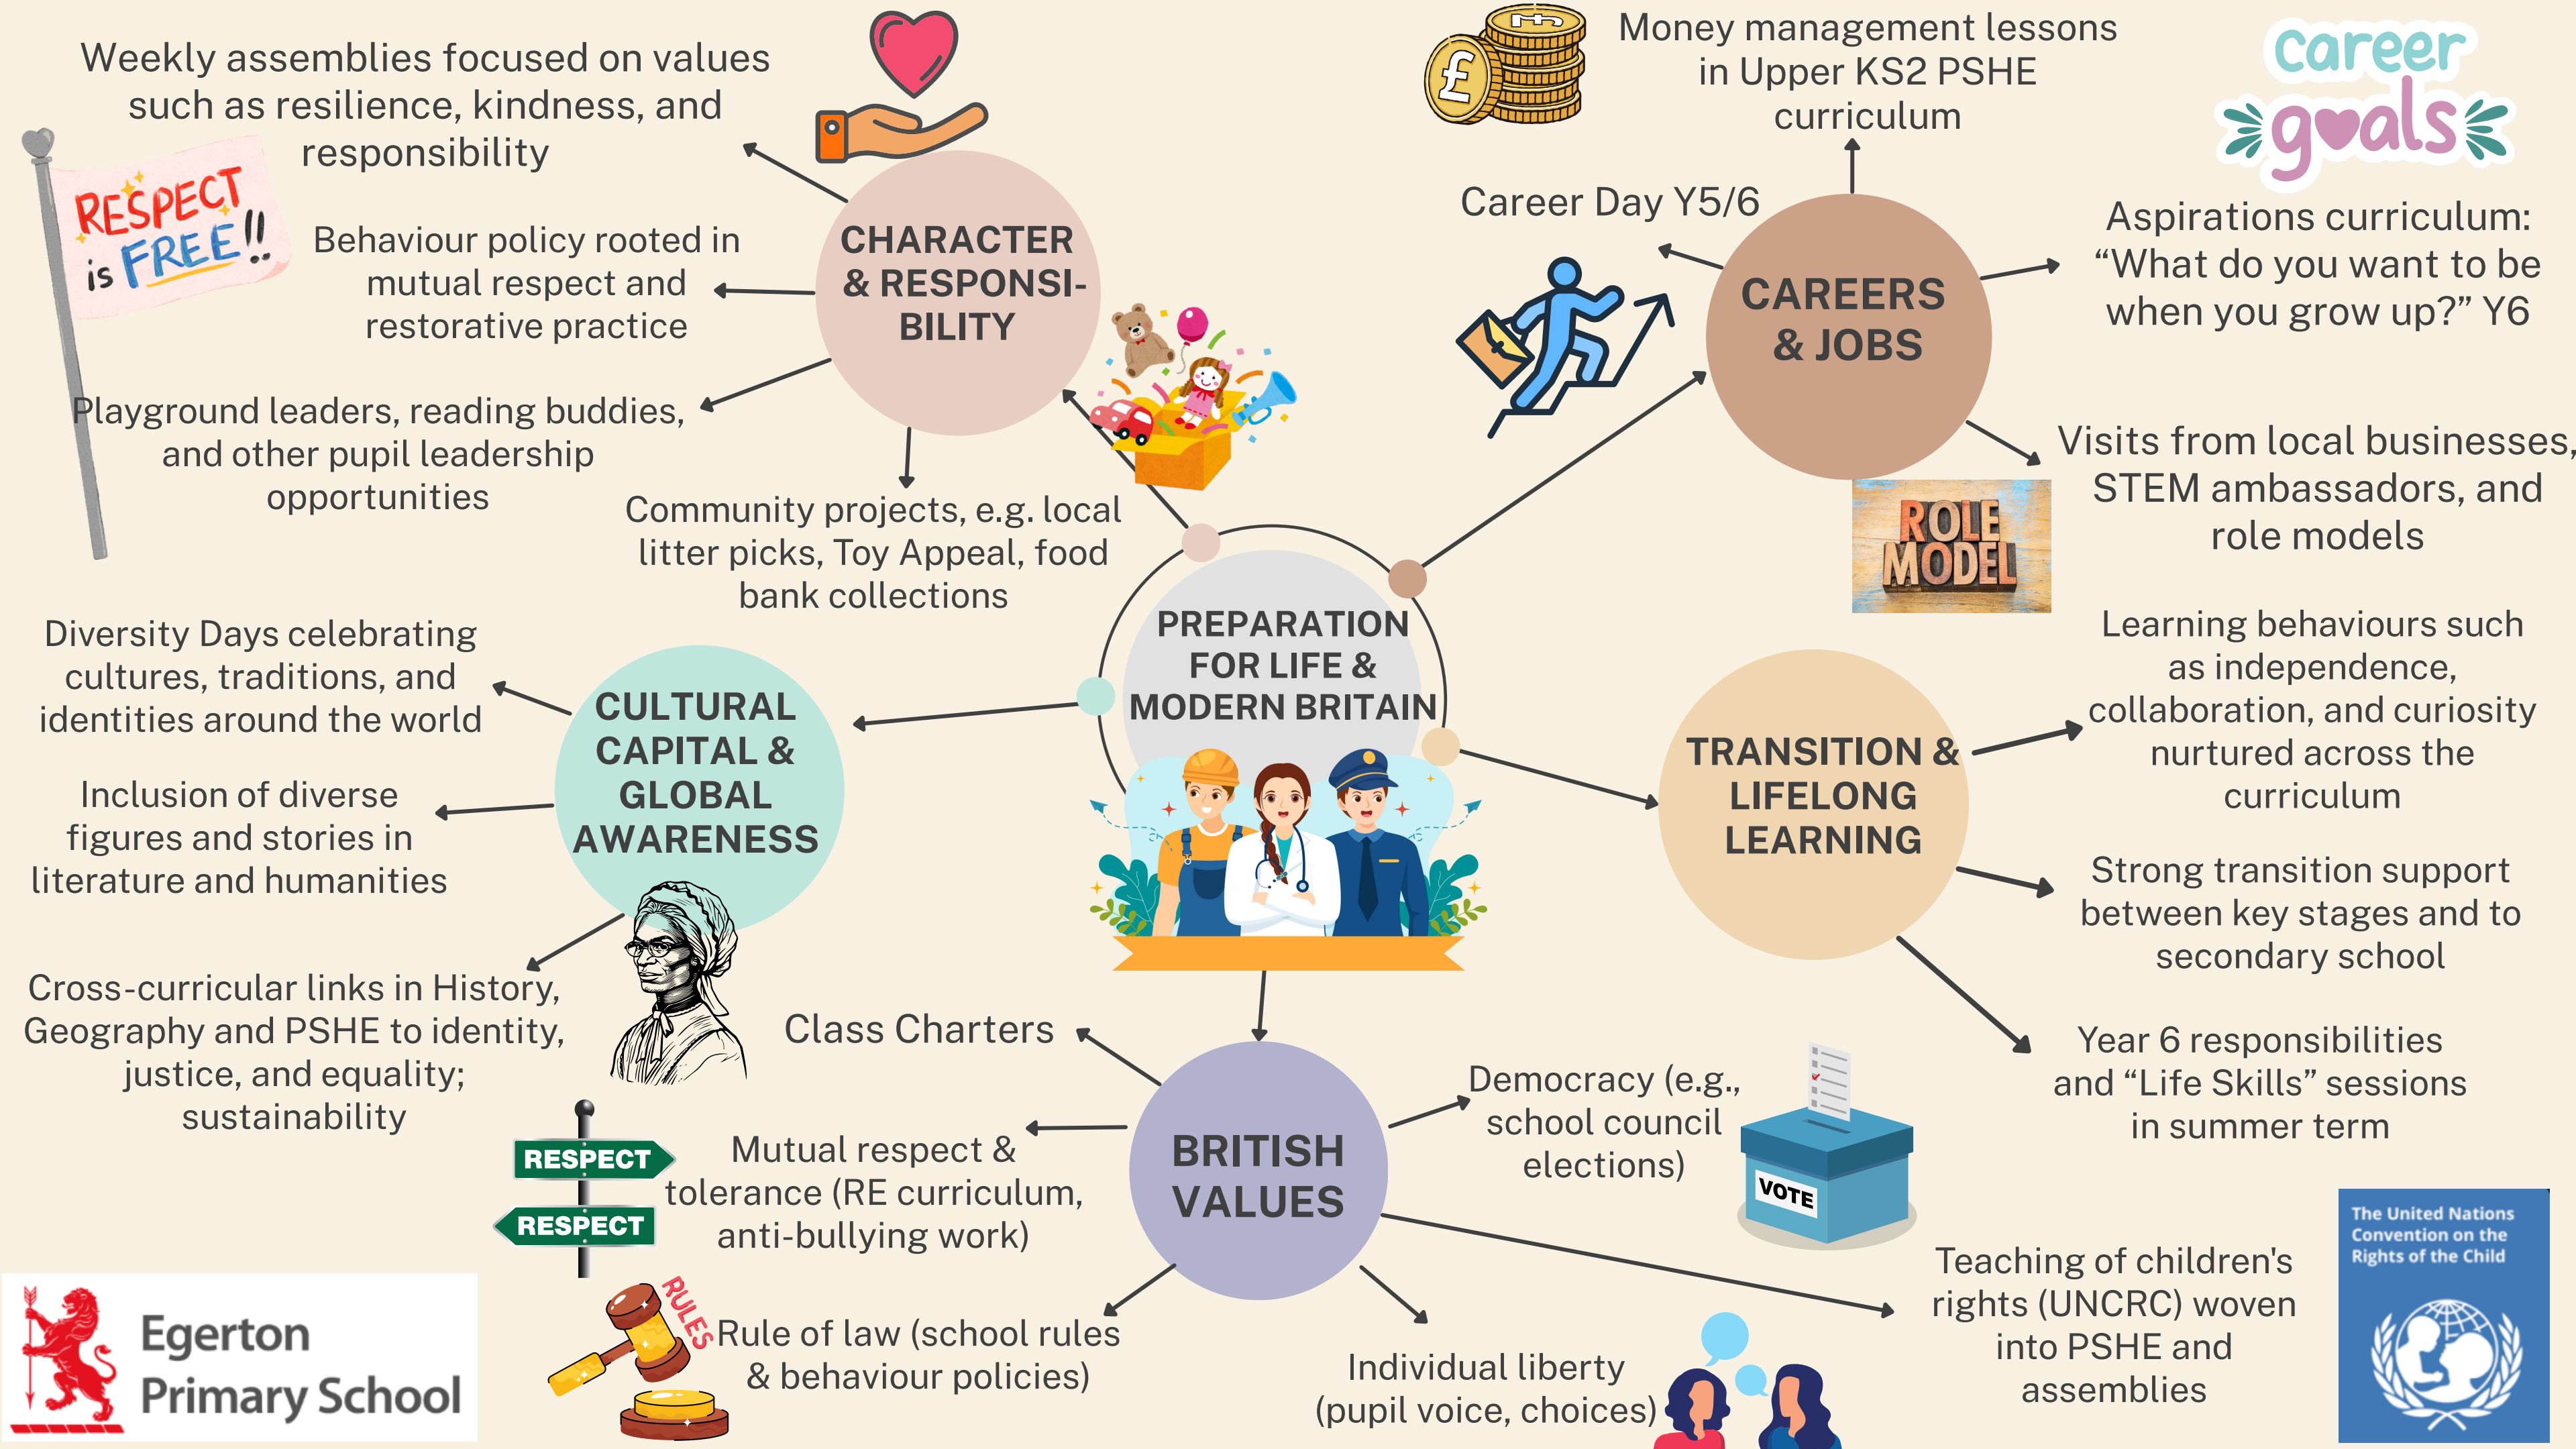 Weekly assemblies focused on values
such as resilience, kindness, and
responsibility
RESPECT
is FREE!!
Behaviour policy rooted in
mutual respect and
restorative practice
Playground leaders, reading buddies,
and other pupil leadership
opportunities
Community projects, e.g. local
litter picks, Toy Appeal, food
bank collections
CHARACTER
& RESPONSI-
BILITY
£
Money management lessons
in Upper KS2 PSHE
curriculum
career
goals
Career Day Y5/6
CAREERS
& JOBS
Aspirations curriculum:
“What do you want to be
when you grow up?” Y6
Visits from local businesses,
STEM ambassadors, and
role models
ROLE
MODEL
PREPARATION
FOR LIFE &
MODERN BRITAIN
Diversity Days celebrating
cultures, traditions, and
identities around the world
Inclusion of diverse
figures and stories in
literature and humanities
Cross-curricular links in History,
Geography and PSHE to identity,
justice, and equality;
sustainability
CULTURAL
CAPITAL &
GLOBAL
AWARENESS
TRANSITION &
LIFELONG
LEARNING
Learning behaviours such
as independence,
collaboration, and curiosity
nurtured across the
curriculum
Strong transition support
between key stages and to
secondary school
Year 6 responsibilities
and “Life Skills” sessions
in summer term
Class Charters
BRITISH
VALUES
Mutual respect &
tolerance (RE curriculum,
anti-bullying work)
RESPECT
RESPECT
RULES
Rule of law (school rules
& behaviour policies)
Democracy (e.g.,
school council
elections)
VOTE
Individual liberty
(pupil voice, choices)
Teaching of children's
rights (UNCRC) woven
into PSHE and
assemblies
The United Nations
Convention on the
Rights of the Child
Egerton
Primary School